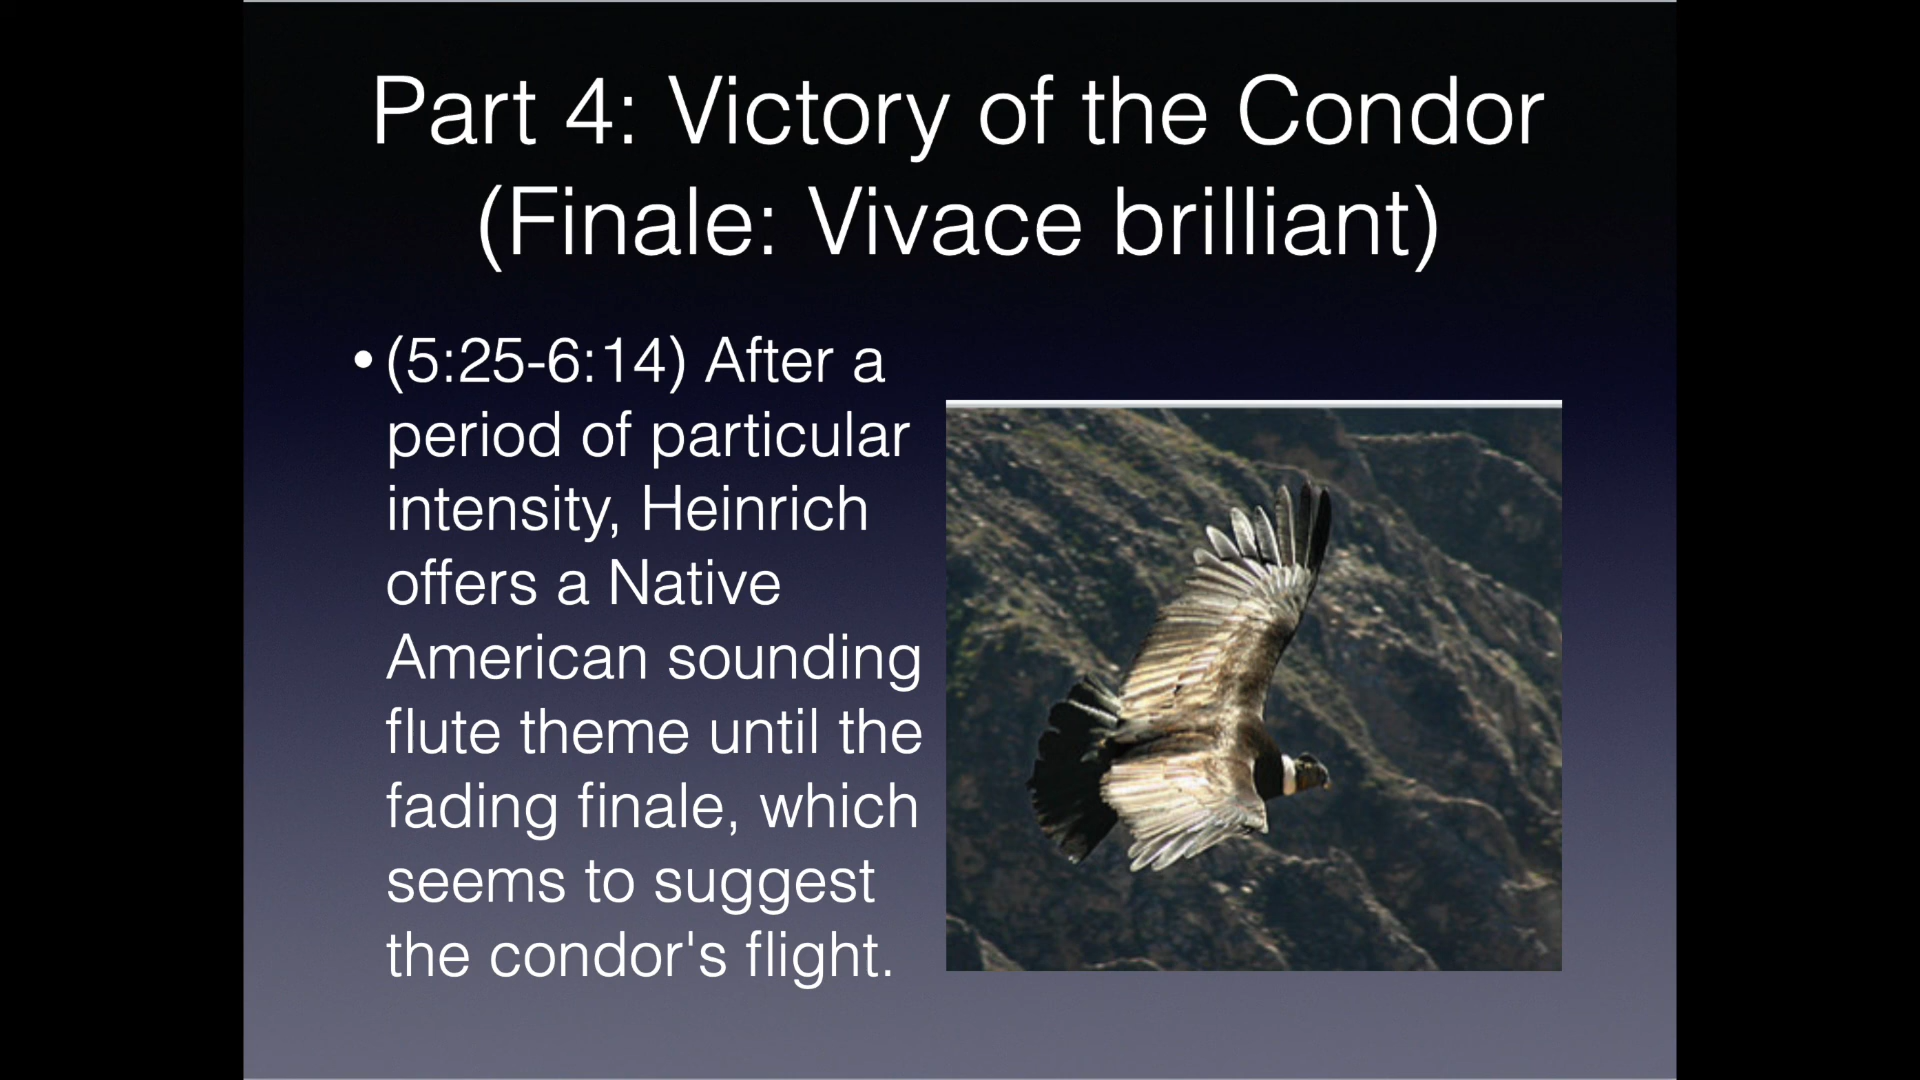 Part 4: Victory of the Condor
(Finale: Vivace brilliant)
• (5:25-6:14) After a
period of particular
intensity, Heinrich
offers a Native
American sounding
flute theme until the
fading finale, which
seems to suggest
the condor's flight.